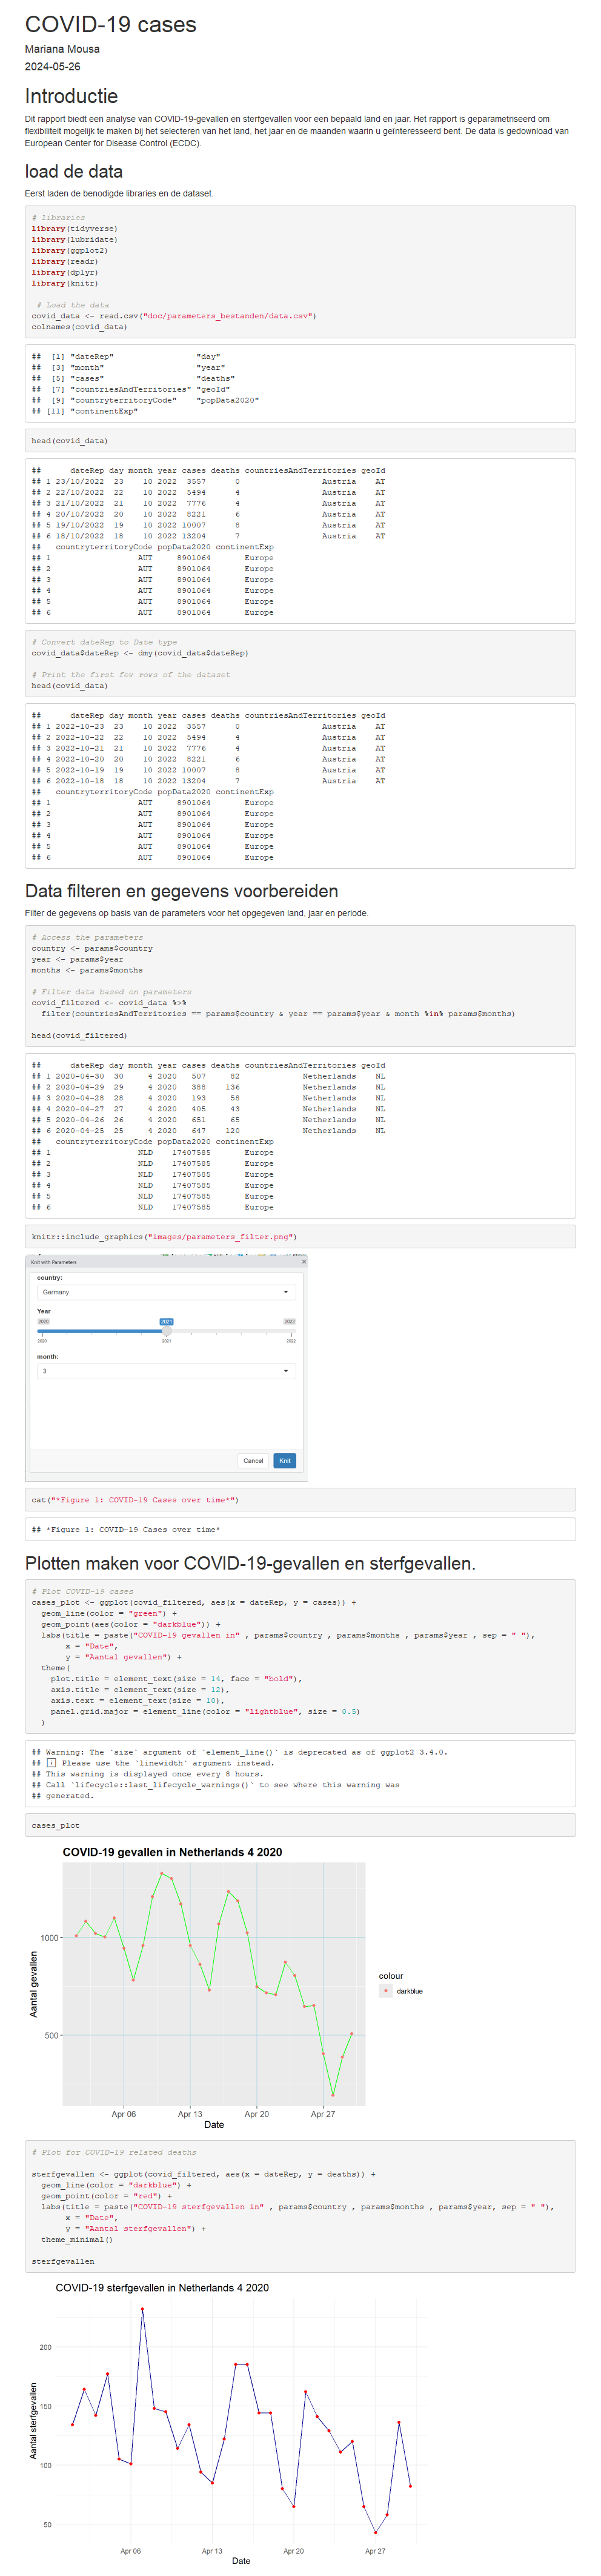 COVID-19 cases
Mariana Mousa
2024-05-26
Introductie
Dit rapport biedt een analyse van COVID-19-gevallen en sterfgevallen voor een bepaald land en jaar. Het rapport is geparametriseerd om
flexibiliteit mogelijk te maken bij het selecteren van het land, het jaar en de maanden waarin u geïnteresseerd bent. De data is gedownload van
European Center for Disease Control (ECDC).
load de data
Eerst laden de benodigde libraries en de dataset.
# libraries
library(tidyverse)
library(lubridate)
library(ggplot2)
library(readr)
library(dplyr)
library(knitr)
# Load the data
covid_data <- read.csv("doc/parameters_bestanden/data.csv")
colnames(covid_data)
##  [1] "dateRep"                 "day"
##  [3] "month"                   "year"
##  [5] "cases"                   "deaths"
##  [7] "countriesAndTerritories" "geoId"
##  [9] "countryterritoryCode"    "popData2020"
## [11] "continentExp"
head(covid_data)
##      dateRep day month year cases deaths countriesAndTerritories geoId
## 1 23/10/2022  23    10 2022  3557      0                 Austria    AT
## 2 22/10/2022  22    10 2022  5494      4                 Austria    AT
## 3 21/10/2022  21    10 2022  7776      4                 Austria    AT
## 4 20/10/2022  20    10 2022  8221      6                 Austria    AT
## 5 19/10/2022  19    10 2022 10007      8                 Austria    AT
## 6 18/10/2022  18    10 2022 13204      7                 Austria    AT
##   countryterritoryCode popData2020 continentExp
## 1                  AUT     8901064       Europe
## 2                  AUT     8901064       Europe
## 3                  AUT     8901064       Europe
## 4                  AUT     8901064       Europe
## 5                  AUT     8901064       Europe
## 6                  AUT     8901064       Europe
# Convert dateRep to Date type
covid_data$dateRep <- dmy(covid_data$dateRep)
# Print the first few rows of the dataset
head(covid_data)
##      dateRep day month year cases deaths countriesAndTerritories geoId
## 1 2022-10-23  23    10 2022  3557      0                 Austria    AT
## 2 2022-10-22  22    10 2022  5494      4                 Austria    AT
## 3 2022-10-21  21    10 2022  7776      4                 Austria    AT
## 4 2022-10-20  20    10 2022  8221      6                 Austria    AT
## 5 2022-10-19  19    10 2022 10007      8                 Austria    AT
## 6 2022-10-18  18    10 2022 13204      7                 Austria    AT
##   countryterritoryCode popData2020 continentExp
## 1                  AUT     8901064       Europe
## 2                  AUT     8901064       Europe
## 3                  AUT     8901064       Europe
## 4                  AUT     8901064       Europe
## 5                  AUT     8901064       Europe
## 6                  AUT     8901064       Europe
Data filteren en gegevens voorbereiden
Filter de gegevens op basis van de parameters voor het opgegeven land, jaar en periode.
# Access the parameters
country <- params$country
year <- params$year
months <- params$months
# Filter data based on parameters
covid_filtered <- covid_data %>%
filter(countriesAndTerritories == params$country & year == params$year & month %in% params$months)
head(covid_filtered)
##      dateRep day month year cases deaths countriesAndTerritories geoId
## 1 2020-04-30  30     4 2020   507     82             Netherlands    NL
## 2 2020-04-29  29     4 2020   388    136             Netherlands    NL
## 3 2020-04-28  28     4 2020   193     58             Netherlands    NL
## 4 2020-04-27  27     4 2020   405     43             Netherlands    NL
## 5 2020-04-26  26     4 2020   651     65             Netherlands    NL
## 6 2020-04-25  25     4 2020   647    120             Netherlands    NL
##   countryterritoryCode popData2020 continentExp
## 1                  NLD    17407585       Europe
## 2                  NLD    17407585       Europe
## 3                  NLD    17407585       Europe
## 4                  NLD    17407585       Europe
## 5                  NLD    17407585       Europe
## 6                  NLD    17407585       Europe
knitr::include_graphics("images/parameters_filter.png")
Knit with Parameters
country:
Germany
Year
2020 2021 2022
2020 2021 2022
month:
3
Cancel Knit
cat("*Figure 1: COVID-19 Cases over time*")
## *Figure 1: COVID-19 Cases over time*
Plotten maken voor COVID-19-gevallen en sterfgevallen.
# Plot COVID-19 cases
cases_plot <- ggplot(covid_filtered, aes(x = dateRep, y = cases)) +
geom_line(color = "green") +
geom_point(aes(color = "darkblue")) +
labs(title = paste("COVID-19 gevallen in" , params$country , params$months , params$year , sep = " "),
x = "Date",
y = "Aantal gevallen") +
theme(
plot.title = element_text(size = 14, face = "bold"),
axis.title = element_text(size = 12),
axis.text = element_text(size = 10),
panel.grid.major = element_line(color = "lightblue", size = 0.5)
)
## Warning: The `size` argument of `element_line()` is deprecated as of ggplot2 3.4.0.
## ℹ Please use the `linewidth` argument instead.
## This warning is displayed once every 8 hours.
## Call `lifecycle::last_lifecycle_warnings()` to see where this warning was
## generated.
cases_plot
COVID-19 gevallen in Netherlands 4 2020
Aantal gevallen
1000
500
colour
darkblue
Apr 06 Apr 13 Apr 20 Apr 27
Date
# Plot for COVID-19 related deaths
sterfgevallen <- ggplot(covid_filtered, aes(x = dateRep, y = deaths)) +
geom_line(color = "darkblue") +
geom_point(color = "red") +
labs(title = paste("COVID-19 sterfgevallen in" , params$country , params$months , params$year, sep = " "),
x = "Date",
y = "Aantal sterfgevallen") +
theme_minimal()
sterfgevallen
COVID-19 sterfgevallen in Netherlands 4 2020
Aantal sterfgevallen
200
150
100
50
Apr 06 Apr 13 Apr 20 Apr 27
Date